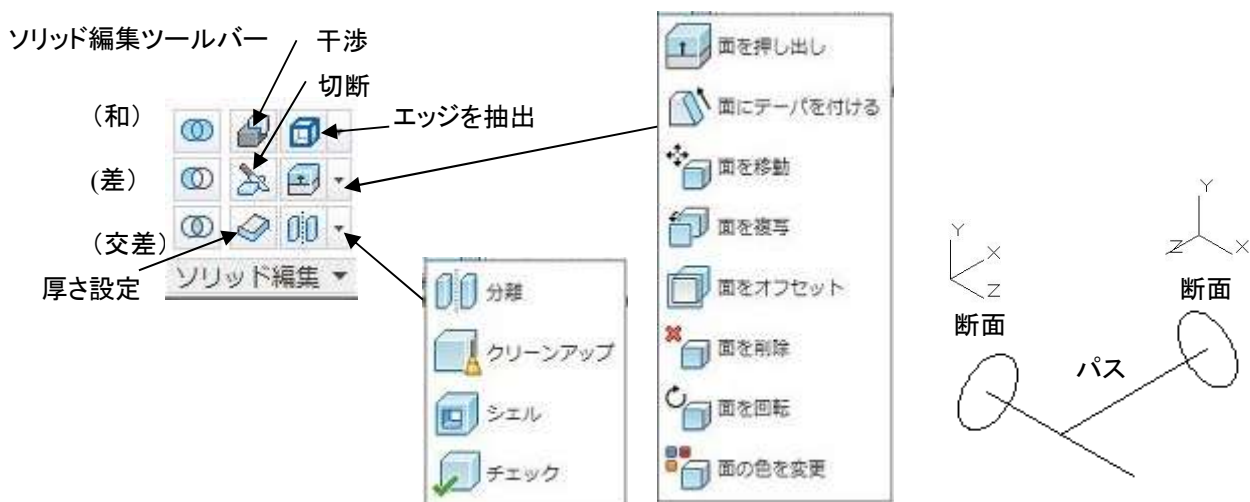 ソリッド編集ツールバー
干渉
切断
(和)
エッジを抽出
(差)
(交差)
厚さ設定
ソリッド編集
分離
クリーンアップ
シェル
チェック
面を押し出し
面にテーパを付ける
面を移動
面を複写
面をオフセット
面を削除
面を回転
面の色を変更
Y
X
Z
断面
Y
Z
X
断面
パス